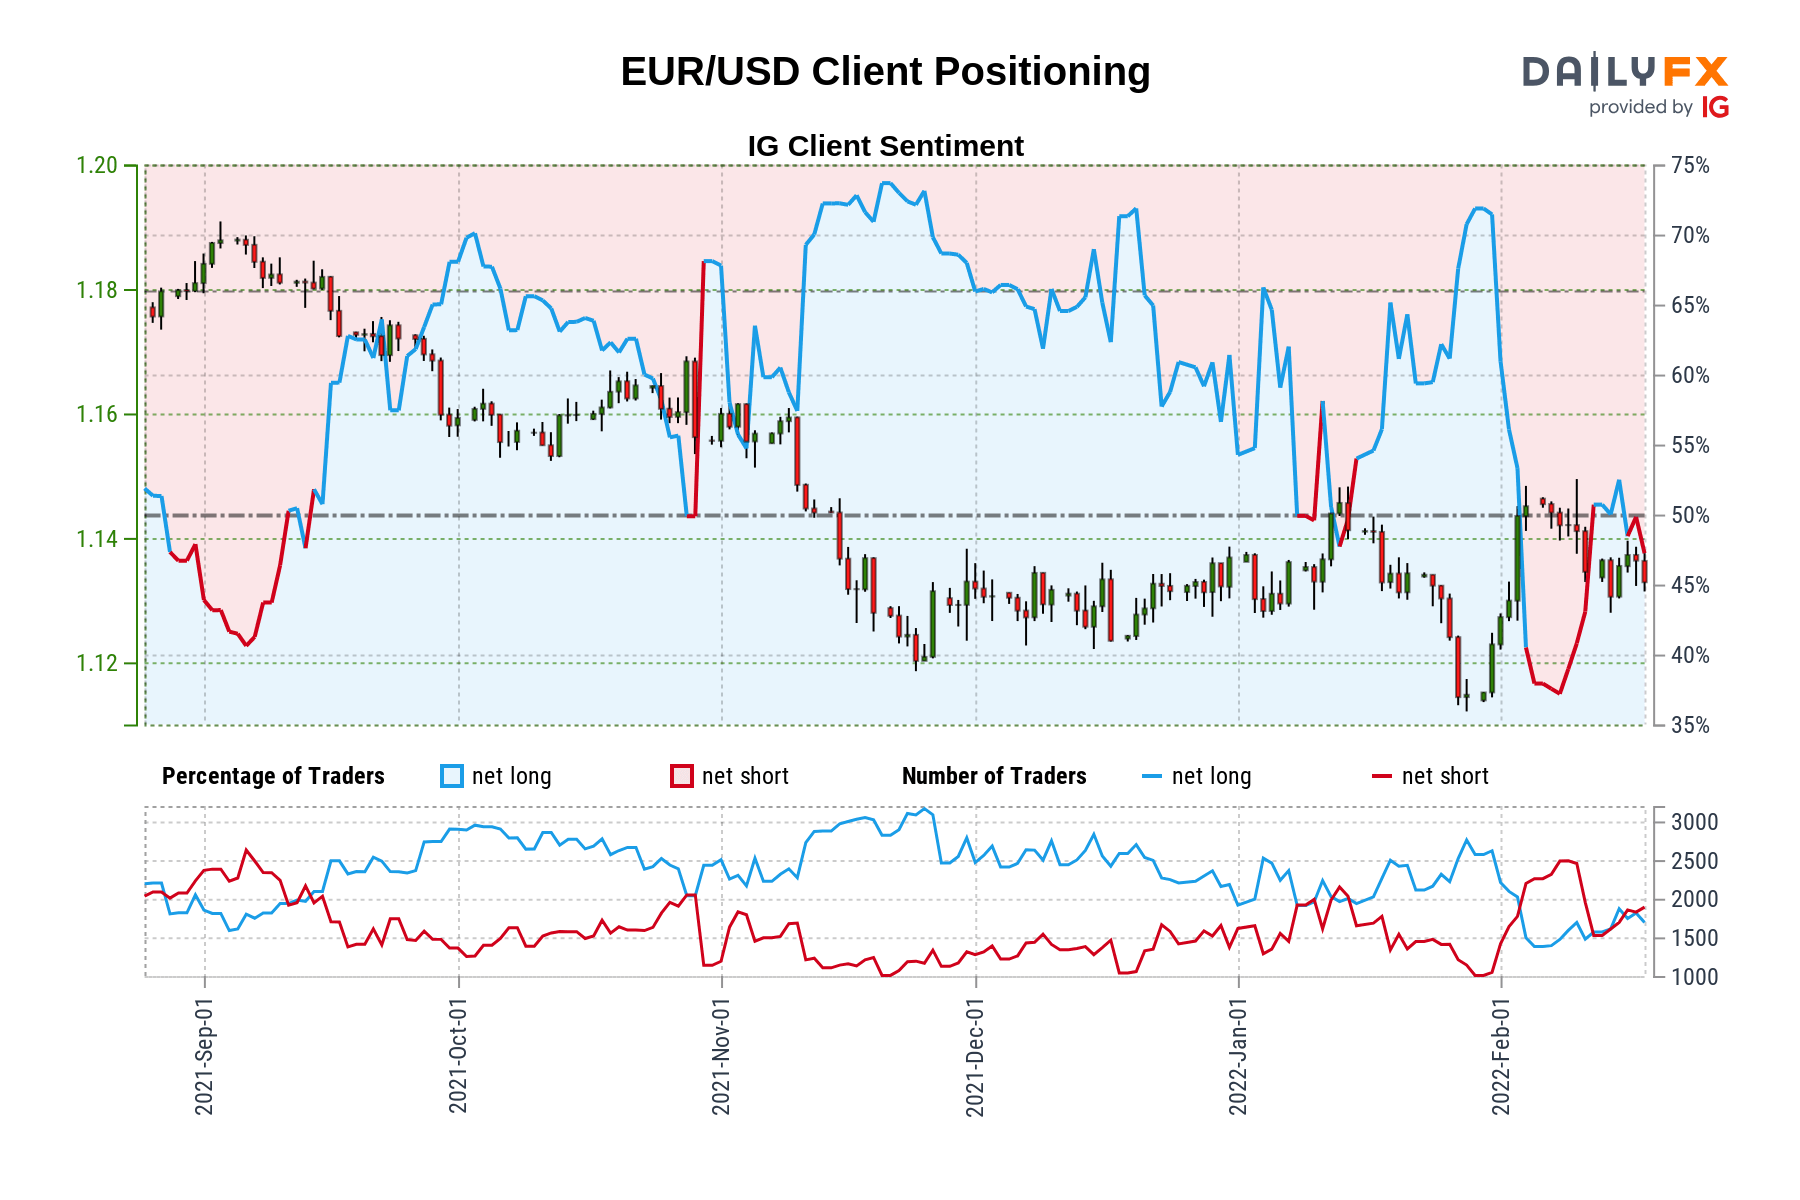 EUR/USD Client Positioning
DAILYFX
provided by IG
IG Client Sentiment
1.20
1.18
1.16
1.14
1.12
75%
70%
65%
60%
55%
50%
45%
40%
35%
Percentage of Traders net long net short Number of Traders net long net short
3000
2500
2000
1500
1000
2021-Sep-01
2021-Oct-01
2021-Nov-01
2021-Dec-01
2022-Jan-01
2022-Feb-01